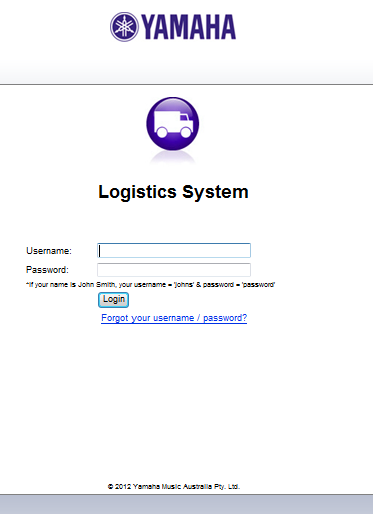 YAMAHA
Logistics System
Username:
Password:
*If your name is John Smith, your username = 'johns' & password = 'password'
Login
Forgot your username / password?
© 2012 Yamaha Music Australia Pty. Ltd.